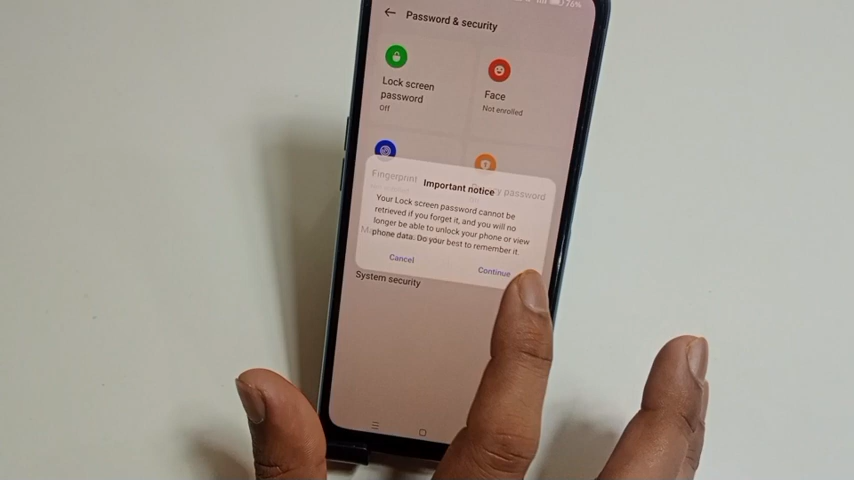 76%
Password & security
Lock screen
password
Off
Face
Not enrolled
Fingerprint
password
Important notice
Your Lock screen password cannot be
retrieved if you forget it, and you will no
longer be able to unlock your phone or view
phone data. Do your best to remember it.
Cancel
Continue
System security